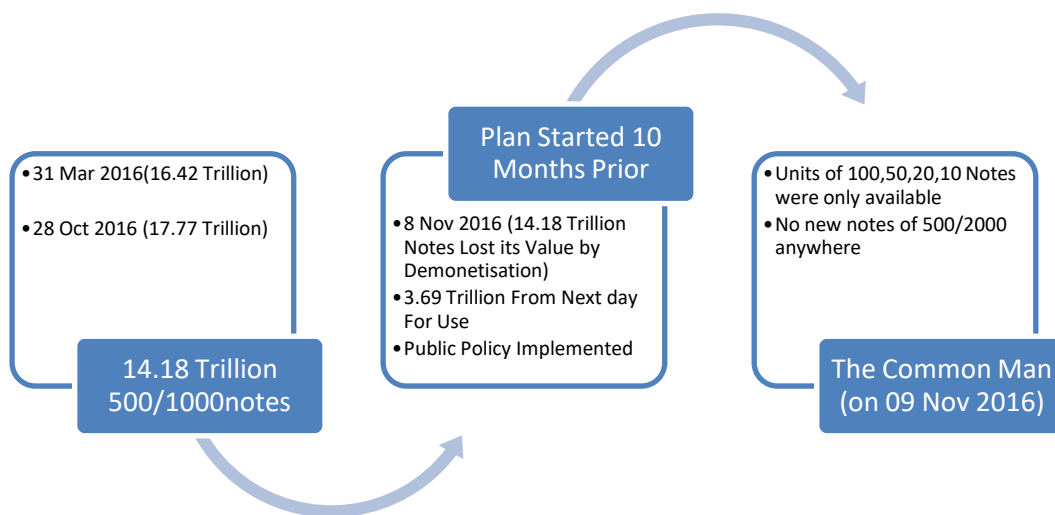 •31 Mar 2016(16.42 Trillion)
•28 Oct 2016 (17.77 Trillion)
14.18 Trillion
500/1000notes
Plan Started 10
Months Prior
•8 Nov 2016 (14.18 Trillion
Notes Lost its Value by
Demonetisation)
•3.69 Trillion From Next day
For Use
•Public Policy Implemented
•Units of 100,50,20,10 Notes
were only available
•No new notes of 500/2000
anywhere
The Common Man
(on 09 Nov 2016)